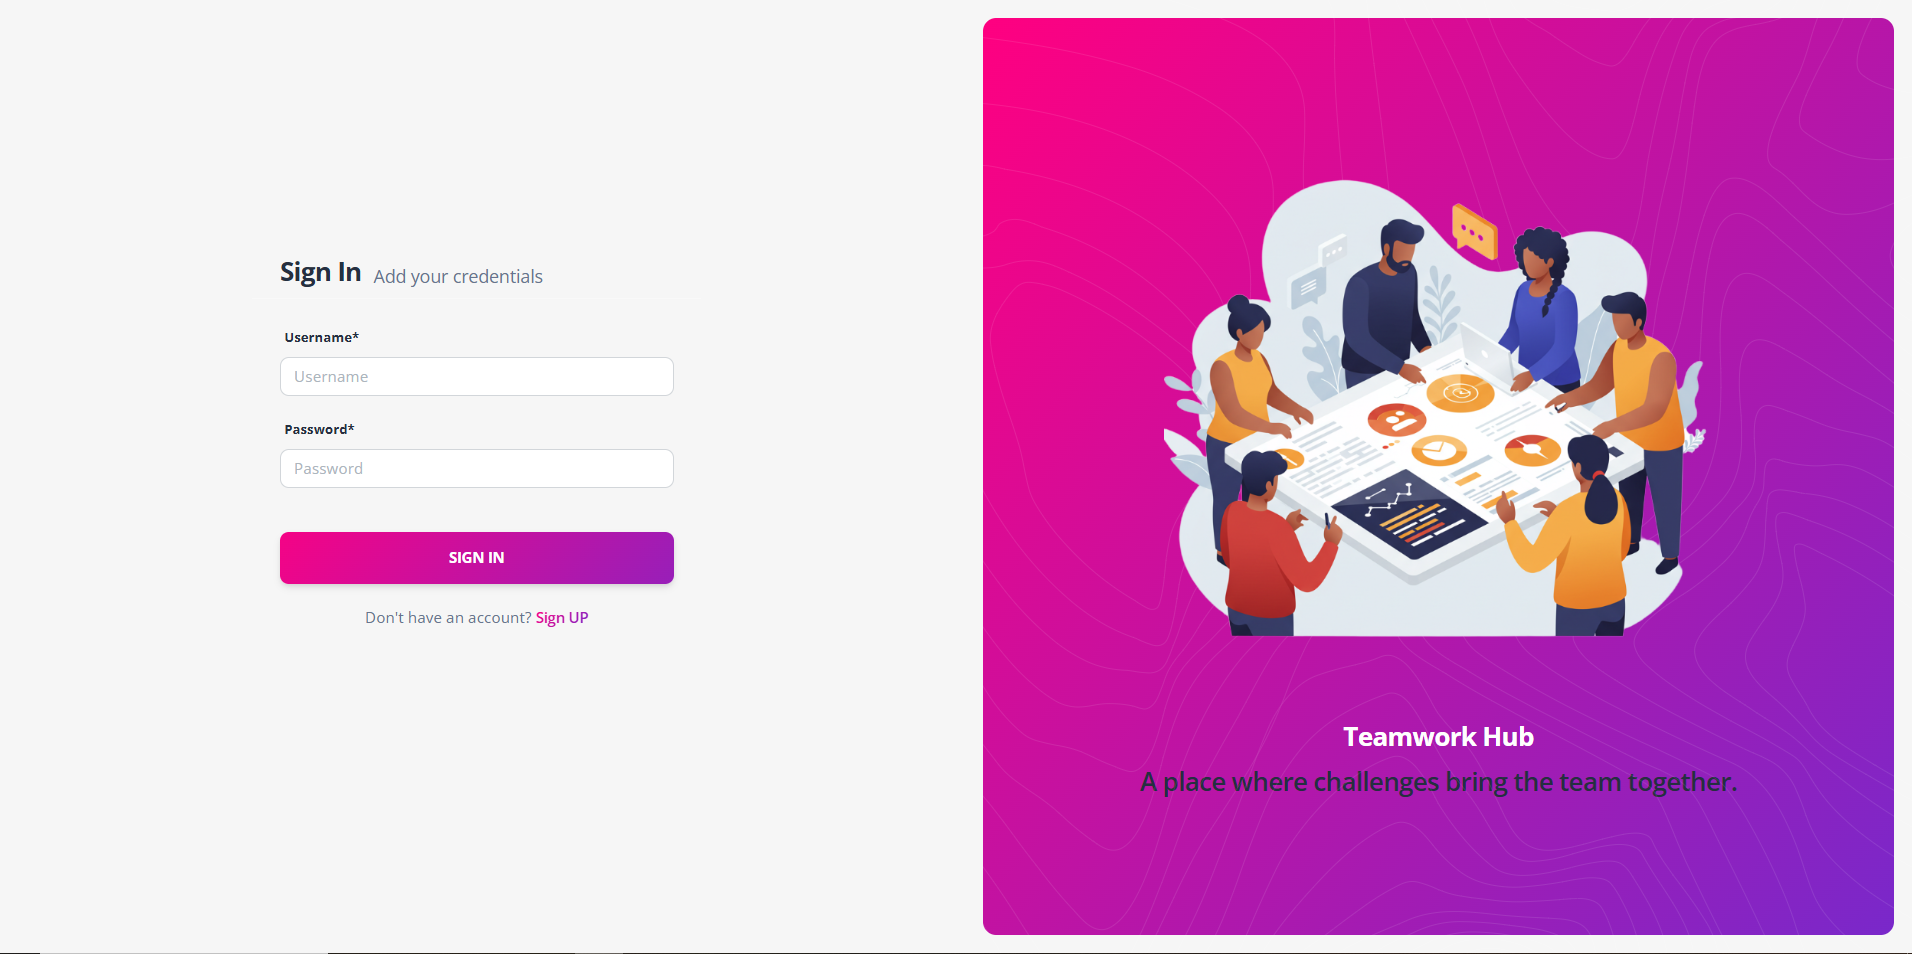 Sign In Add your credentials
Username*
Username
Password*
Password
SIGN IN
Don't have an account? Sign UP
Teamwork Hub
A place where challenges bring the team together.